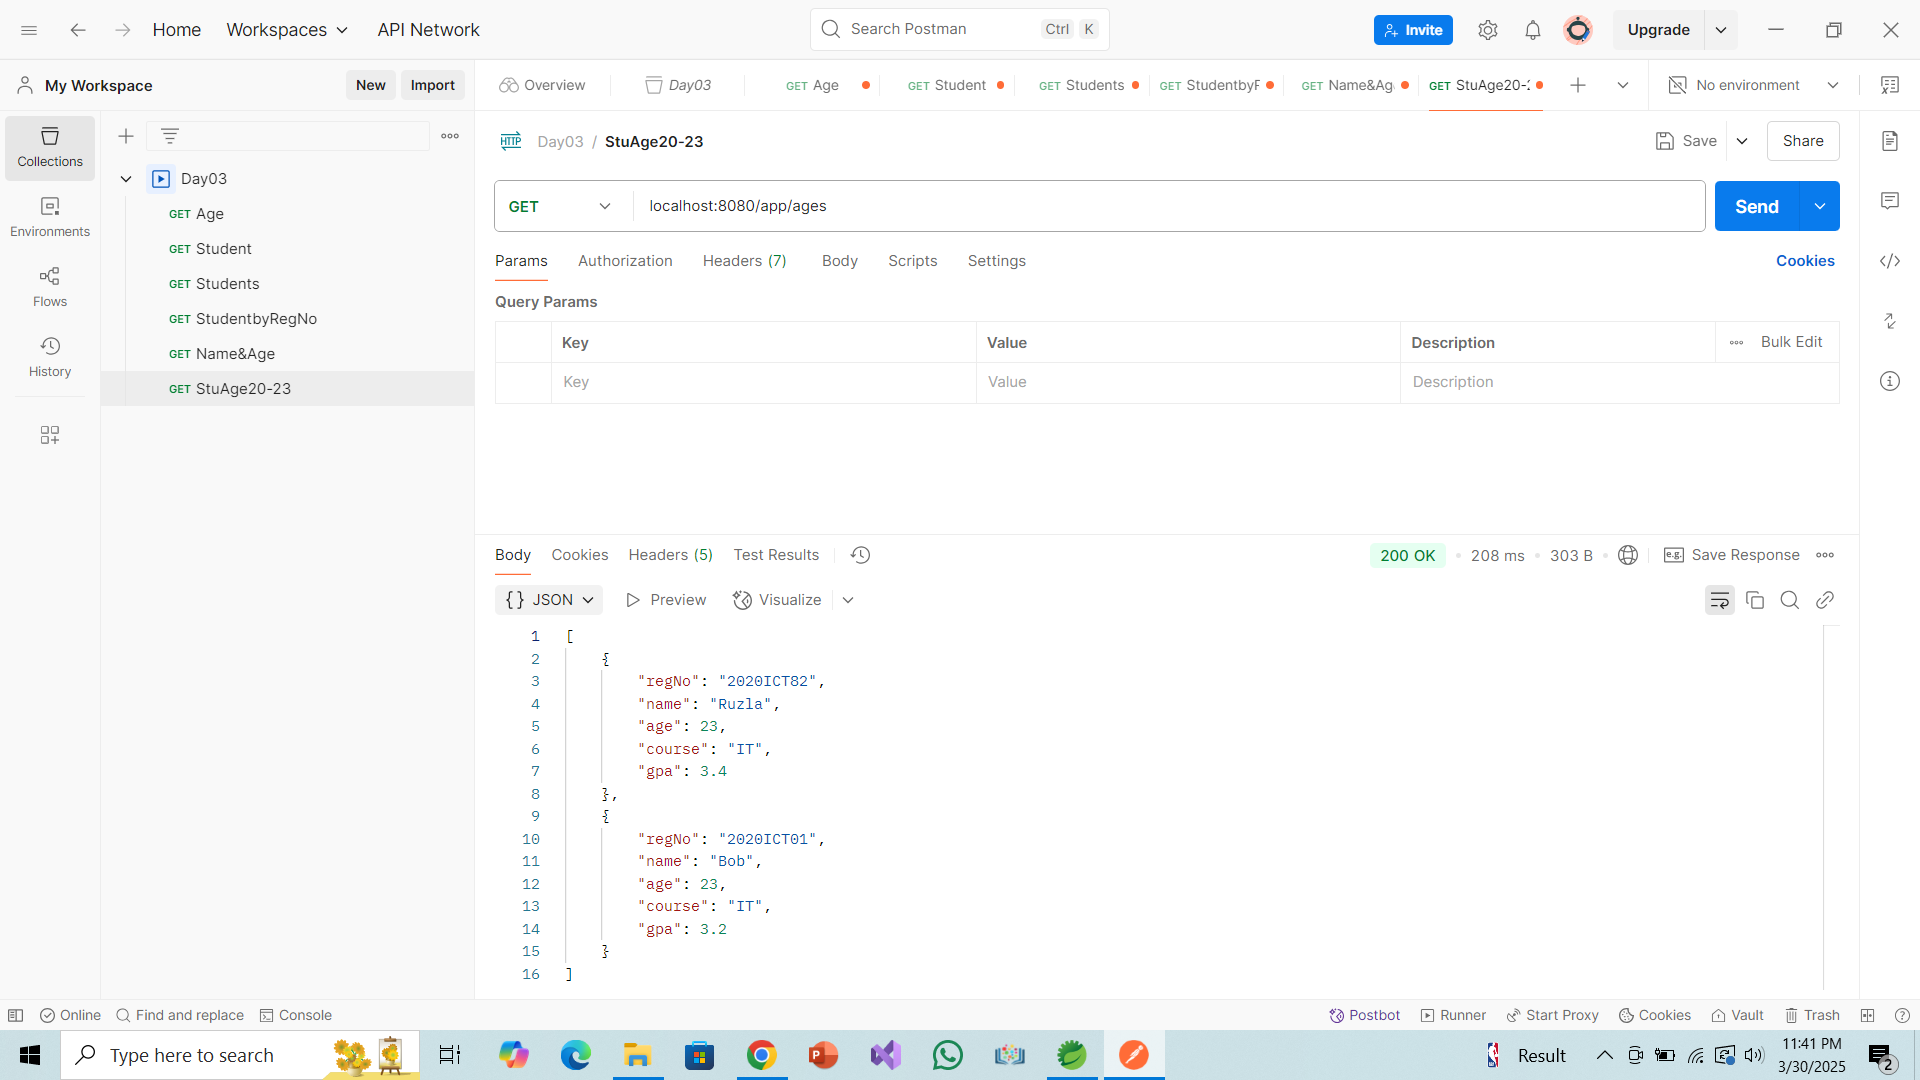 Home
Workspaces
API Network
Search Postman
Ctrl
K
Invite
Upgrade
My Workspace
New
Import
Overview
Day03
GET Age
GET Student
GET Students
GET StudentbyF
GET Name&Ag
GET StuAge20-2
No environment
Collections
Environments
Flows
History
Day03
GET Age
GET Student
GET Students
GET StudentbyRegNo
GET Name&Age
GET StuAge20-23
HTTP
Day03 / StuAge20-23
Save
Share
GET
localhost:8080/app/ages
Send
Params
Authorization
Headers (7)
Body
Scripts
Settings
Cookies
Query Params
Key
Value
Description
Bulk Edit
Key
Value
Description
Body
Cookies
Headers (5)
Test Results
200 OK
208 ms
303 B
e.g.
Save Response
{} JSON
Preview
Visualize
1 [
2 {
3 "regNo": "2020ICT82",
4 "name": "Ruzla",
5 "age": 23,
6 "course": "IT",
7 "gpa": 3.4
8 },
9 {
10 "regNo": "2020ICT01",
11 "name": "Bob",
12 "age": 23,
13 "course": "IT",
14 "gpa": 3.2
15 }
16 ]
Online
Find and replace
Console
Postbot
Runner
Start Proxy
Cookies
Vault
Trash
Type here to search
Result
11:41 PM
3/30/2025
2